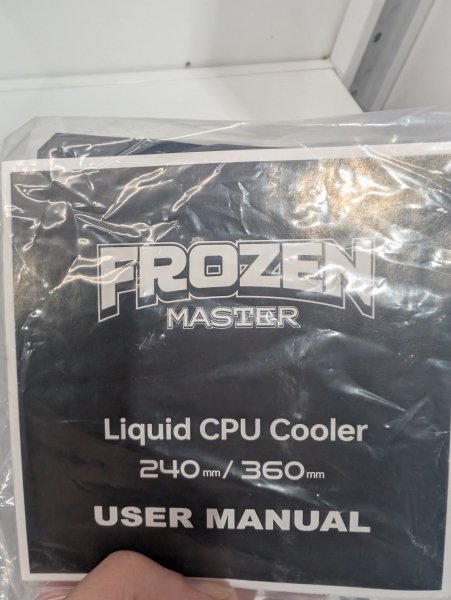 FROZEN
MASTER
Liquid CPU Cooler
240mm / 360mm
USER MANUAL